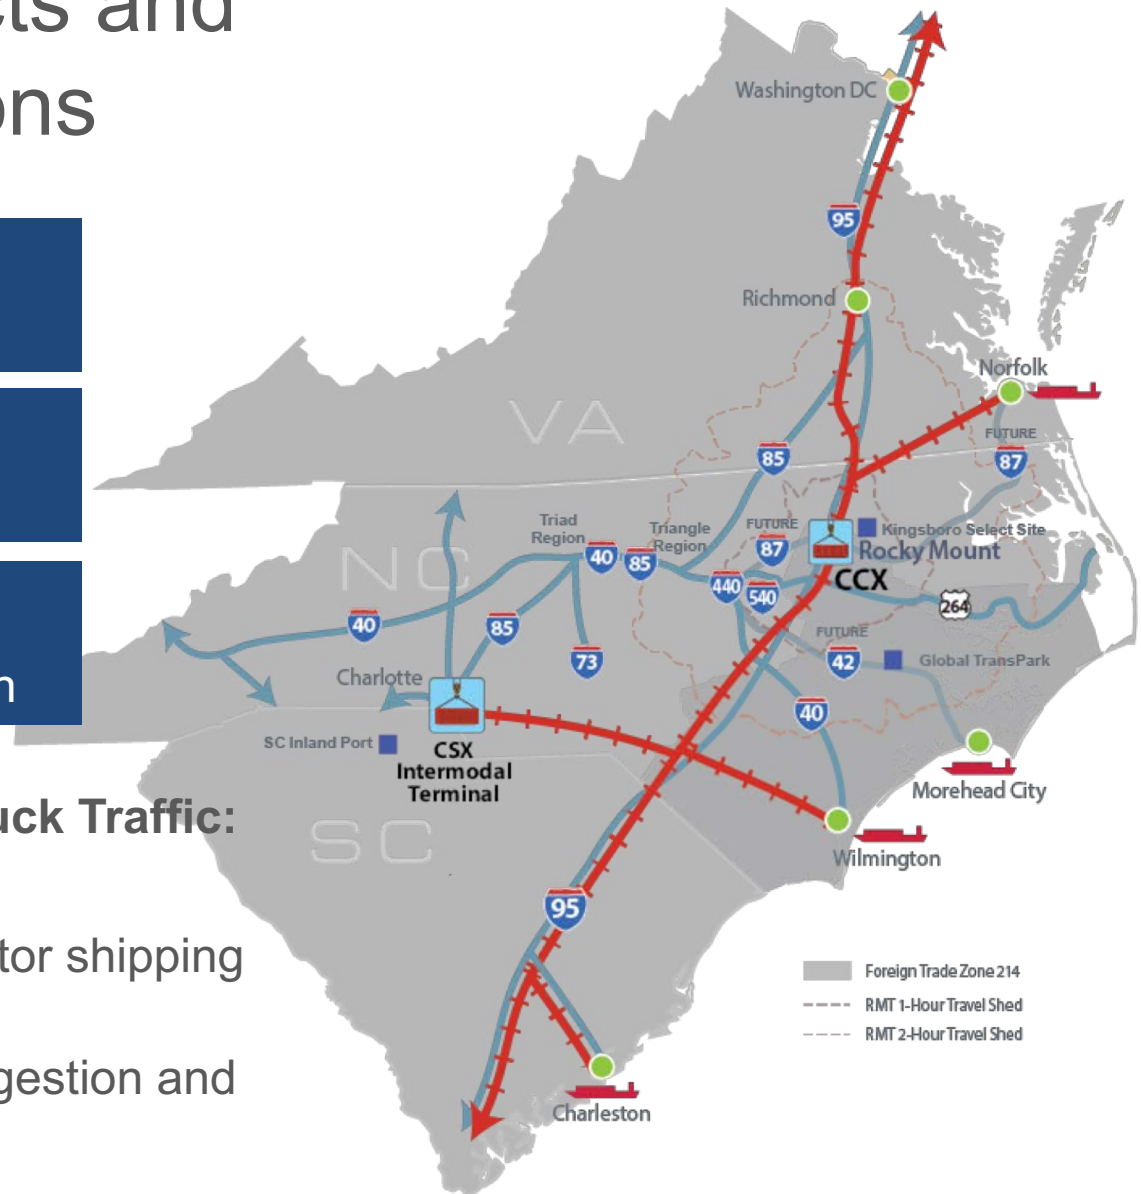 cts and
ons
n
uck Traffic:
tor shipping
gestion and
Washington DC
95
Richmond
Norfolk
VA
FUTURE
87
85
Triad
Region
Triangle
Region
FUTURE
87
Kingsboro Select Site
Rocky Mount
CCX
NC
40
85
440
540
264
40
85
73
FUTURE
42
Global TransPark
Charlotte
40
SC Inland Port
CSX
Intermodal
Terminal
Morehead City
SC
Wilmington
95
Foreign Trade Zone 214
RMT 1-Hour Travel Shed
RMT 2-Hour Travel Shed
Charleston